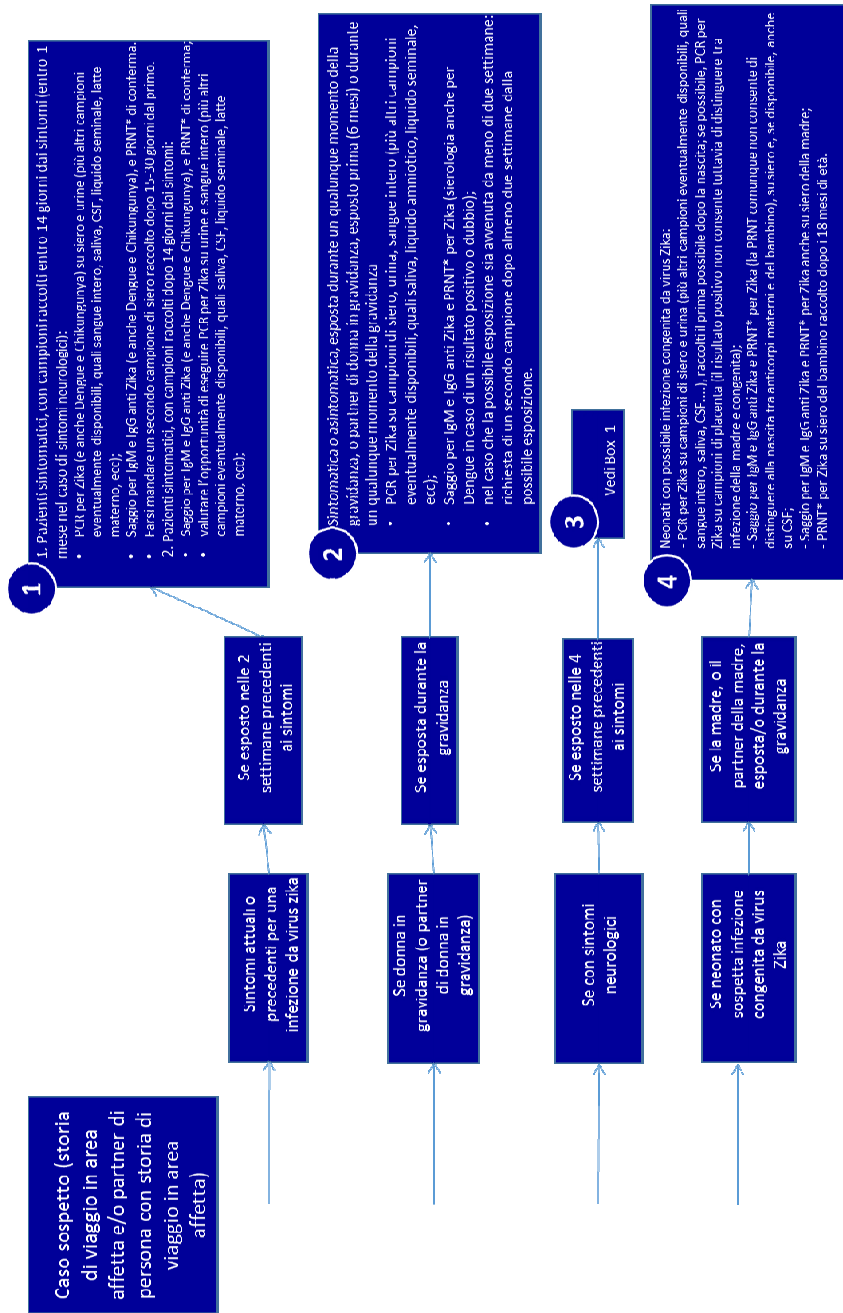 Caso sospetto (storia
di viaggio in area
affetta e/o partner di
persona con storia di
viaggio in area
affetta)
Sintomi attuali o
precedenti per una
infezione da virus zika
Se esposto nelle 2
settimane precedenti
ai sintomi
1
1. Pazienti sintomatici, con campioni raccolti entro 14 giorni dai sintomi (entro 1
mese nel caso di sintomi neurologici):
• PCR per Zika (e anche Dengue e Chikungunya) su siero e urine (più altri campioni
eventualmente disponibili, quali sangue intero, saliva, CSF, liquido seminale, latte
materno, ecc);
• Saggio per IgM e IgG anti Zika (e anche Dengue e Chikungunya), e PRNT* di conferma.
• Farsi mandare un secondo campione di siero raccolto dopo 15-30 giorni dal primo.
2. Pazienti sintomatici, con campioni raccolti dopo 14 giorni dai sintomi:
• Saggio per IgM e IgG anti Zika (e anche Dengue e Chikungunya), e PRNT* di conferma;
• valutare l'opportunità di eseguire PCR per Zika su urine e sangue intero (più altri
campioni eventualmente disponibili, quali saliva, CSF, liquido seminale, latte
materno, ecc);
Se donna in
gravidanza (o partner
di donna in
gravidanza)
Se esposta durante la
gravidanza
2
Sintomatica o asintomatica, esposta durante un qualunque momento della
gravidanza, o partner di donna in gravidanza, esposto prima (6 mesi) o durante
un qualunque momento della gravidanza
• PCR per Zika su campioni di siero, urina, sangue intero (più altri campioni
eventualmente disponibili, quali saliva, liquido amniotico, liquido seminale,
ecc);
• Saggio per IgM e IgG anti Zika e PRNT* per Zika (Sierologia anche per
Dengue in caso di un risultato positivo o dubbio);
• nel caso che la possibile esposizione sia avvenuta da meno di due settimane:
richiesta di un secondo campione dopo almeno due settimane dalla
possibile esposizione.
Se con sintomi
neurologici
Se esposto nelle 4
settimane precedenti
ai sintomi
3
Vedi Box 1
Se neonato con
sospetta infezione
congenita da virus
Zika
Se la madre, o il
partner della madre,
esposta/o durante la
gravidanza
4
Neonati con possibile infezione congenita da virus Zika:
- PCR per Zika su campioni di siero e urina (più altri campioni eventualmente disponibili, quali
sangue intero, saliva, CSF....), raccolti il prima possibile dopo la nascita; se possibile, PCR per
Zika su campioni di placenta (il risultato positivo non consente tuttavia di distinguere tra
infezione della madre e congenita);
- Saggio per IgM e IgG anti Zika e PRNT* per Zika (la PRNT comunque non consente di
distinguere alla nascita tra anticorpi materni e del bambino), su siero e, se disponibile, anche
su CSF;
- Saggio per IgM e IgG anti Zika e PRNT* per Zika anche su siero della madre;
- PRNT* per Zika su siero del bambino raccolto dopo i 18 mesi di età.